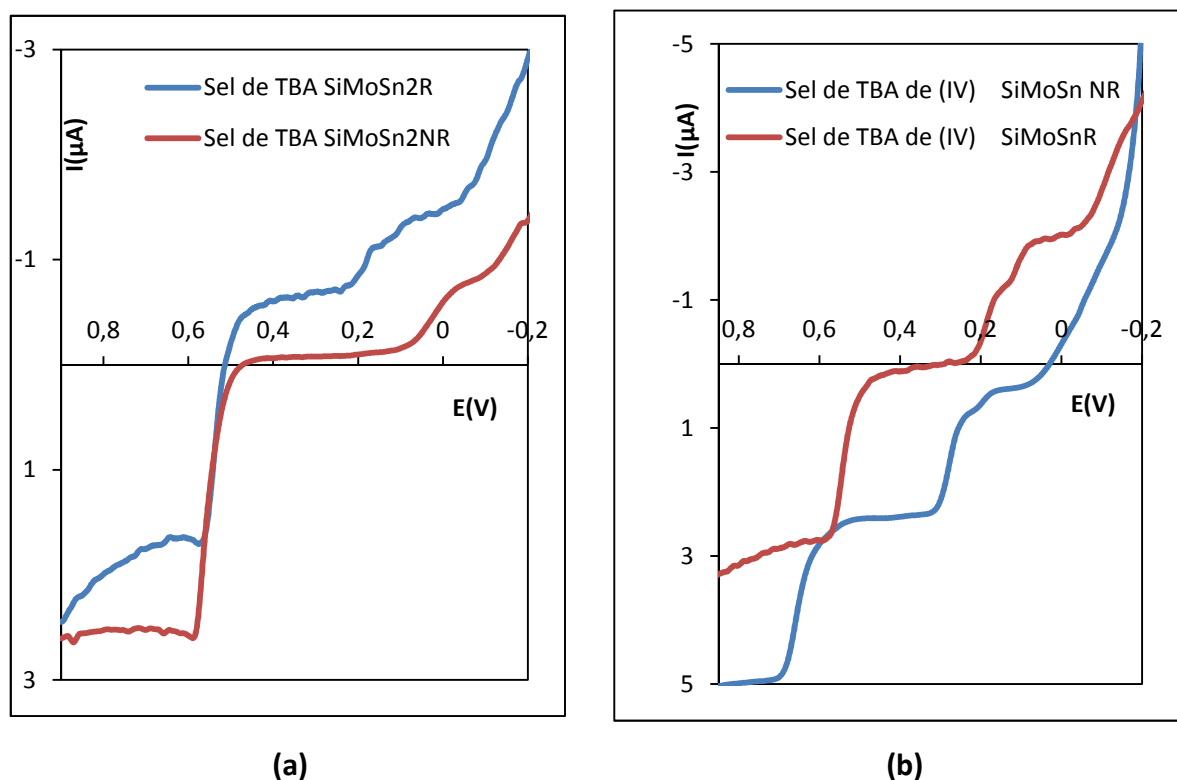 -3
Sel de TBA SiMoSn2R
Sel de TBA SiMoSn2NR
I(µA)
-1
0,8 0,6 0,4 0,2 0 -0,2
E(V)
1
3
(a)
-5
Sel de TBA de (IV) SiMoSn NR
Sel de TBA de (IV) SiMoSnR
I(µA)
-3
-1
0,8 0,6 0,4 0,2 0 -0,2
E(V)
1
3
5
(b)